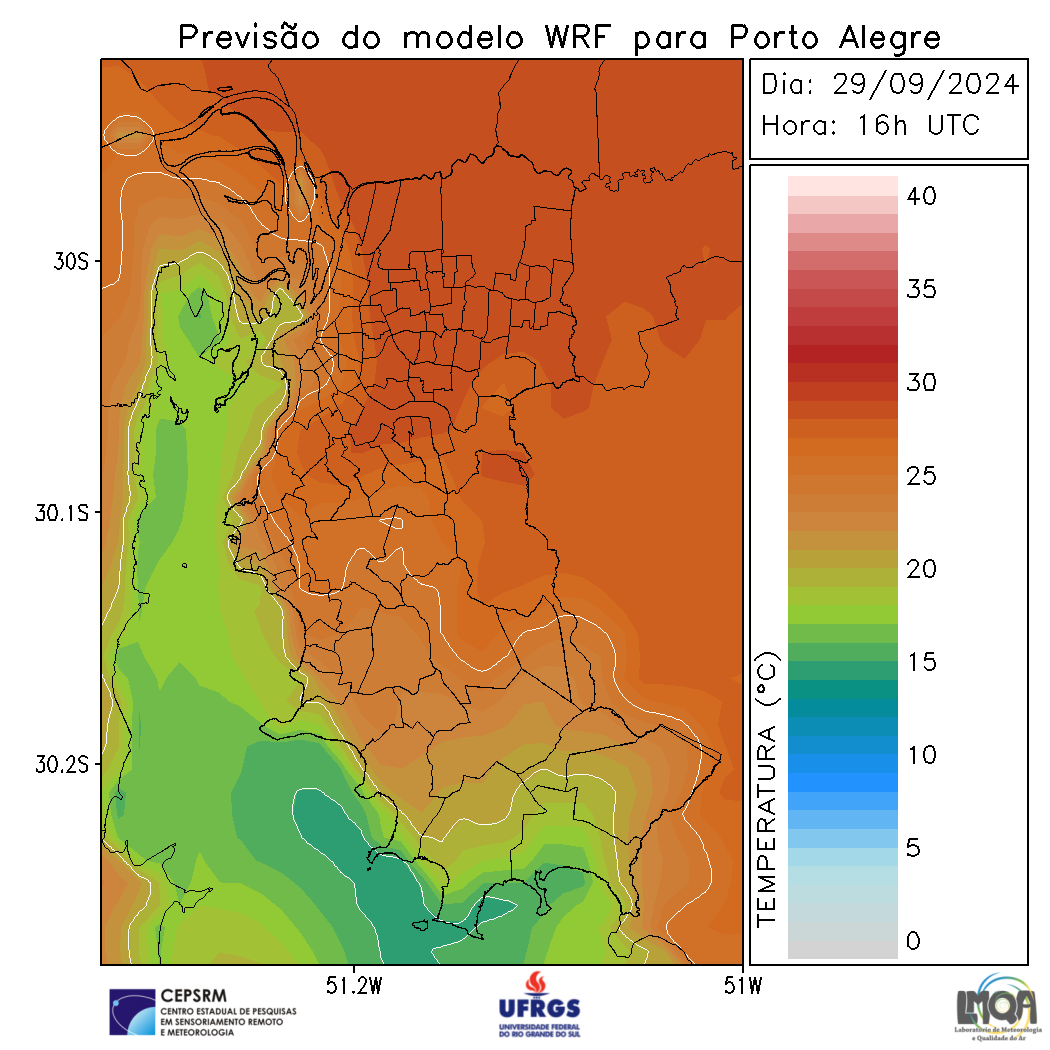 Previsão do modelo WRF para Porto Alegre
Dia: 29/09/2024
Hora: 16h UTC
40
35
30
25
20
15
10
5
0
TEMPERATURA (°C)
30S
30.1S
30.2S
51.2W
51W
CEPSRM
CENTRO ESTADUAL DE PESQUISAS
EM SENSORIAMENTO REMOTO
E METEOROLOGIA
UFRGS
UNIVERSIDADE FEDERAL
DO RIO GRANDE DO SUL
LMQA
Laboratório de Meteorologia
e Qualidade do Ar